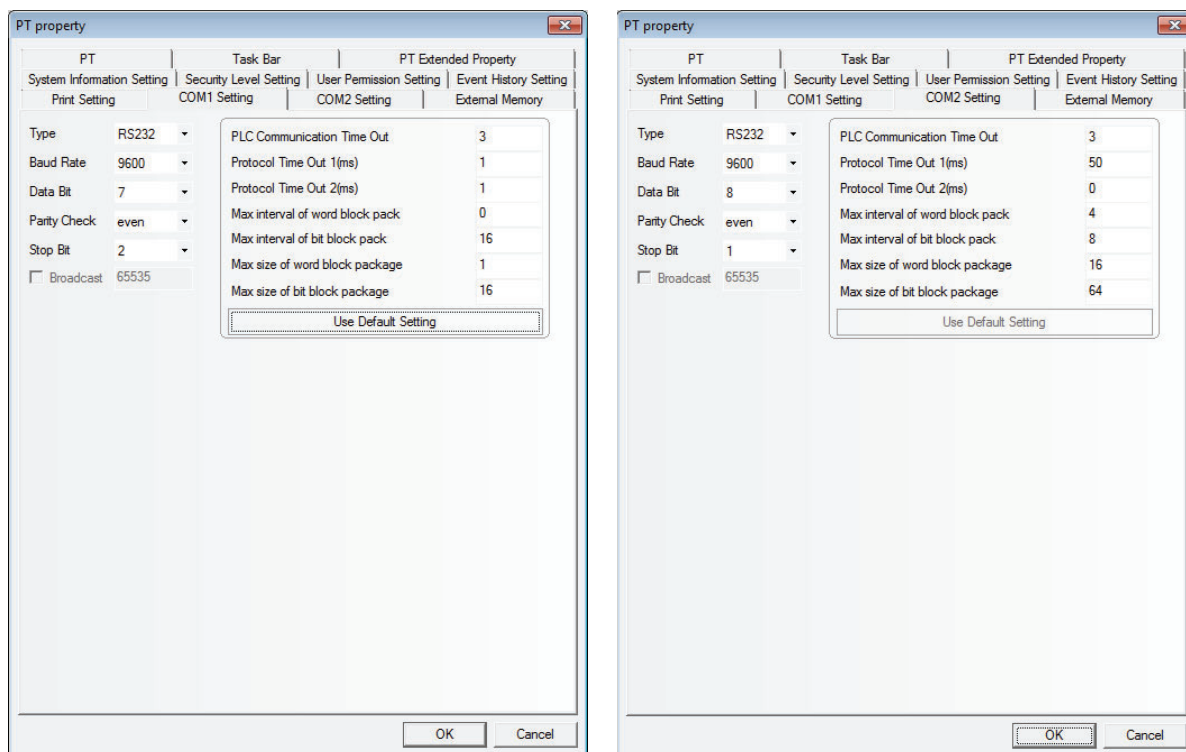 PT property
PT Task Bar PT Extended Property
System Information Setting Security Level Setting User Permission Setting Event History Setting
Print Setting COM1 Setting COM2 Setting External Memory
Type RS232
Baud Rate 9600
Data Bit 7
Parity Check even
Stop Bit 2
Broadcast 65535
PLC Communication Time Out 3
Protocol Time Out 1(ms) 1
Protocol Time Out 2(ms) 1
Max interval of word block pack 0
Max interval of bit block pack 16
Max size of word block package 1
Max size of bit block package 16
Use Default Setting
OK Cancel
PT property
PT Task Bar PT Extended Property
System Information Setting Security Level Setting User Permission Setting Event History Setting
Print Setting COM1 Setting COM2 Setting External Memory
Type RS232
Baud Rate 9600
Data Bit 8
Parity Check even
Stop Bit 1
Broadcast 65535
PLC Communication Time Out 3
Protocol Time Out 1(ms) 50
Protocol Time Out 2(ms) 0
Max interval of word block pack 4
Max interval of bit block pack 8
Max size of word block package 16
Max size of bit block package 64
Use Default Setting
OK Cancel